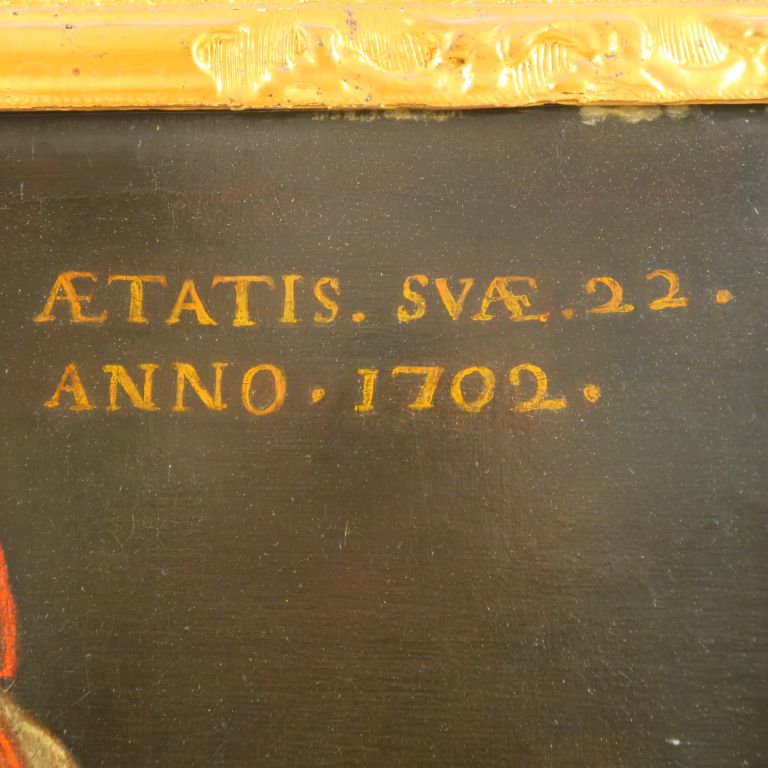 ÆTATIS. SVÆ. 22.
ANNO. 1702.